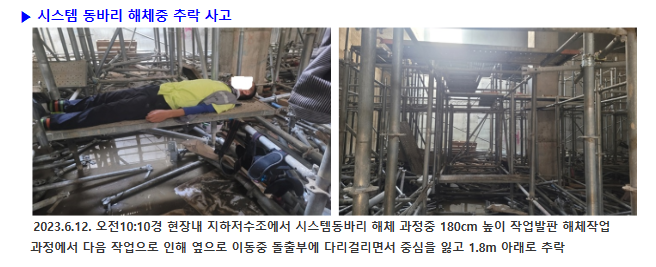 ▶ 시스템 동바리 해체중 추락 사고
2023.6.12. 오전10:10경 현장내 지하저수조에서 시스템동바리 해체 과정중 180cm 높이 작업발판 해체작업
과정에서 다음 작업으로 인해 옆으로 이동중 돌출부에 다리걸리면서 중심을 잃고 1.8m 아래로 추락